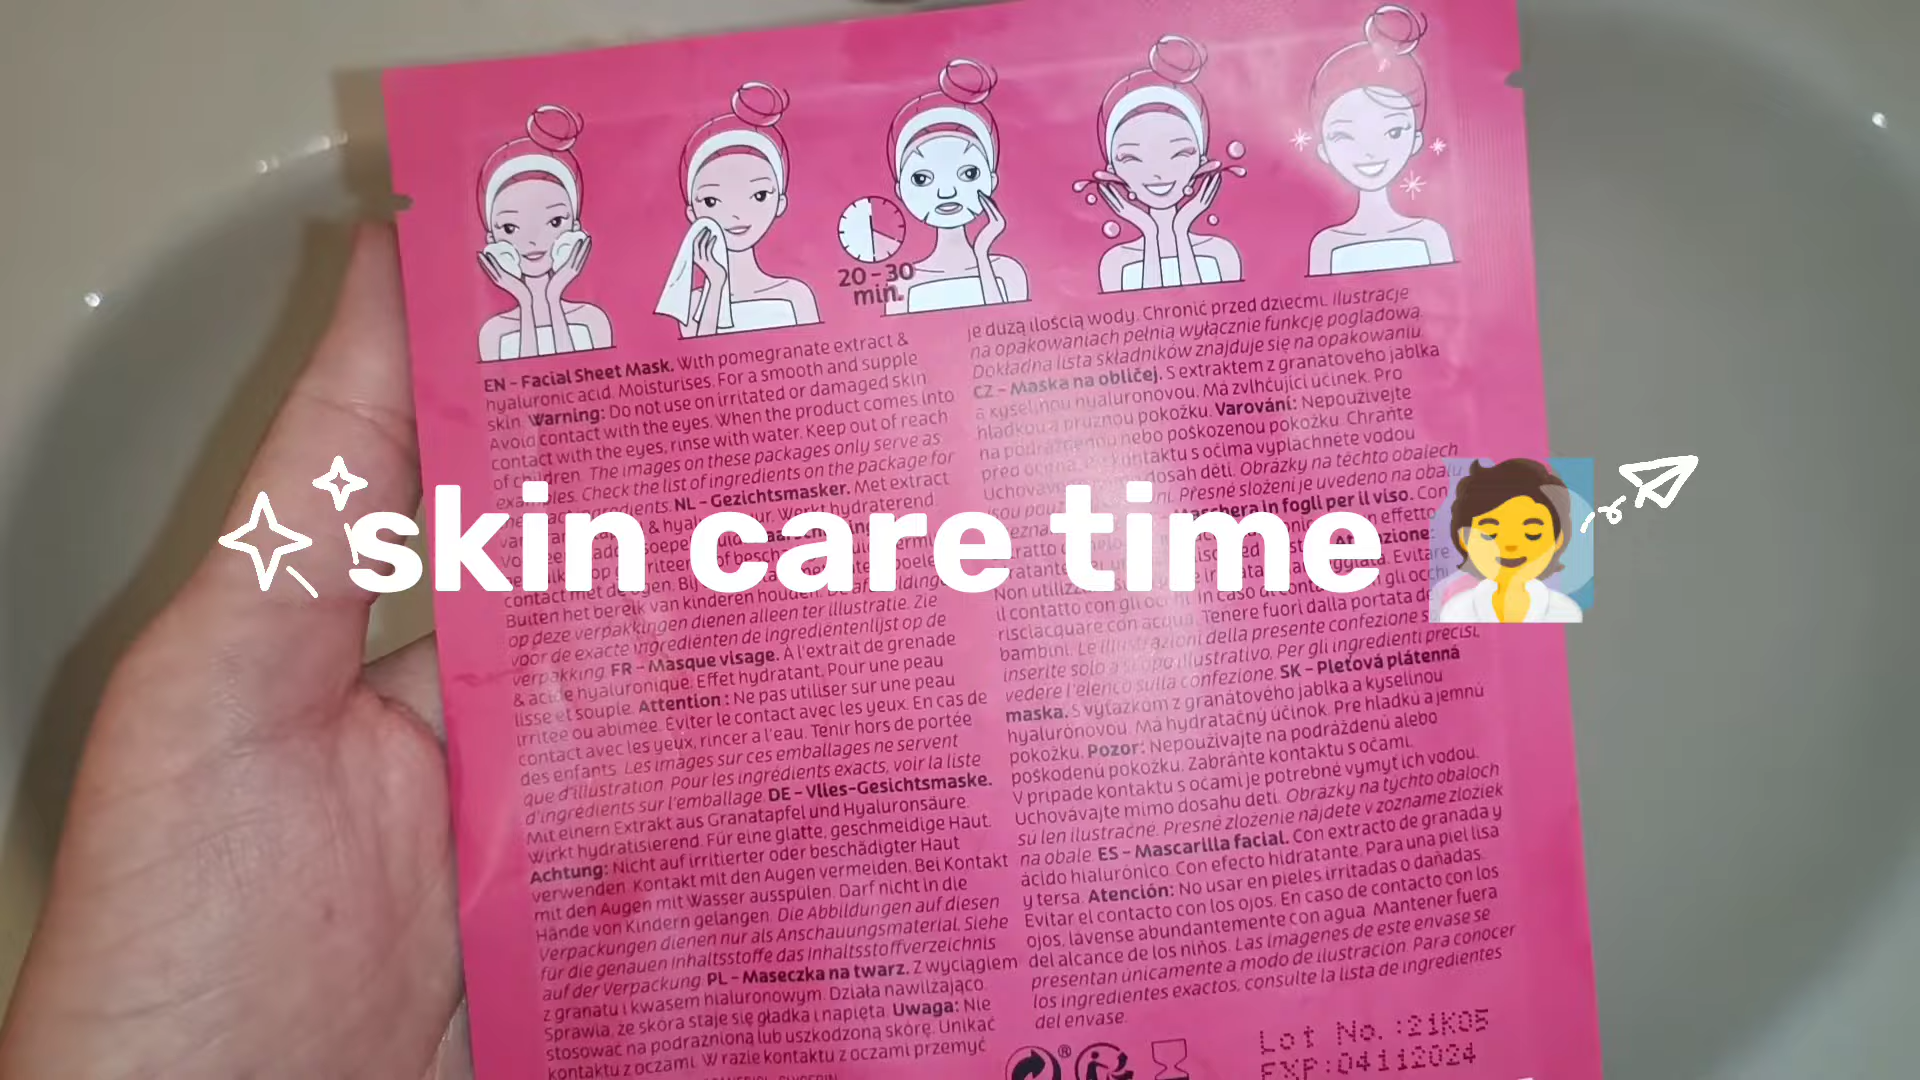 20-30
min.
EN - Facial Sheet Mask. With pomegranate extract &
hyaluronic acid. Moisturises. For a smooth and supple
skin. Warning: Do not use on irritated or damaged skin.
Avoid contact with the eyes. When the product comes into
contact with the eyes, rinse with water. Keep out of reach
of children. The images on these packages only serve as
examples. Check the list of ingredients on the package for
ingredients. NL - Gezichtsmasker. Met extract
& Werkt hydraterend
contact met de ogen.
Buiten het bereik van kinderen houden. De afbeeldingen
op deze verpakkingen dienen alleen ter illustratie. Zie
voor de exacte ingrediënten de ingrediëntenlijst op de
verpakking. FR - Masque visage. À l'extrait de grenade
& acide hyaluronique. Effet hydratant. Pour une peau
lisse et souple. Attention : Ne pas utiliser sur une peau
irritée ou abîmée. Éviter le contact avec les yeux. En cas de
contact avec les yeux, rincer à l'eau. Tenir hors de portée
des enfants. Les images sur ces emballages ne servent
que d'illustration. Pour les ingrédients exacts, voir la liste
d'ingrédients sur l'emballage. DE - Vlies-Gesichtsmaske.
Mit einem Extrakt aus Granatapfel und Hyaluronsäure.
Wirkt hydratisierend. Für eine glatte, geschmeidige Haut.
Achtung: Nicht auf irritierter oder beschädigter Haut
verwenden. Kontakt mit den Augen vermeiden. Bei Kontakt
mit den Augen mit Wasser ausspülen. Darf nicht in die
Hände von Kindern gelangen. Die Abbildungen auf diesen
Verpackungen dienen nur als Anschauungsmaterial. Siehe
für die genauen Inhaltsstoffe das Inhaltsstoffverzeichnis
auf der Verpackung. PL - Maseczka na twarz. Z wyciągiem
z granatu i kwasem hialuronowym. Działa nawilżająco.
Sprawia, że skóra staje się gładka i napięta. Uwaga: Nie
stosować na podrażnioną lub uszkodzoną skórę. Unikać
kontaktu z oczami. W razie kontaktu z oczami przemyć
je dużą ilością wody. Chronić przed dziećmi. Ilustracje
na opakowaniach pełnią wyłącznie funkcję poglądową.
Dokładna lista składników znajduje się na opakowaniu.
CZ - Maska na obličej. S extraktem z granátového jablka
a kyselinou hyaluronovou. Má zvlhčující účinek. Pro
hladkou a pružnou pokožku. Varování: Nepoužívejte
na podrážděnou nebo poškozenou pokožku. Chraňte
před očima. kontaktu s očima vypláchněte vodou
dosah dětí. Obrázky na těchto obalech
Přesné složení je uvedeno na obalu
Maschera in fogli per il viso. Con
effetto
Attenzione:
Evitare
Non gli occhi
il contatto con gli occhi. In caso di
risciacquare con acqua. Tenere fuori dalla portata dei
bambini. Le illustrazioni della presente confezione
inserite solo a scopo illustrativo. Per gli ingredienti precisi,
vedere l'elenco sulla confezione. SK - Pleťová plátenná
maska. S výťažkom z granátového jablka a kyselinou
hyalurónovou. Má hydratačný účinok. Pre hladkú a jemnú
pokožku. Pozor: Nepoužívajte na podráždenú alebo
poškodenú pokožku. Zabráňte kontaktu s očami.
V prípade kontaktu s očami je potrebné vymyť ich vodou.
Uchovávajte mimo dosahu detí. Obrázky na týchto obaloch
sú len ilustračné. Presné zloženie nájdete v zozname zložiek
na obale. ES - Mascarilla facial. Con extracto de granada y
ácido hialurónico. Con efecto hidratante. Para una piel lisa
y tersa. Atención: No usar en pieles irritadas o dañadas.
Evitar el contacto con los ojos. En caso de contacto con los
ojos, lávense abundantemente con agua. Mantener fuera
del alcance de los niños. Las imágenes de este envase se
presentan únicamente a modo de ilustración. Para conocer
los ingredientes exactos, consulte la lista de ingredientes
del envase.
Lot No.:21K05
EXP:04112024
skin care time